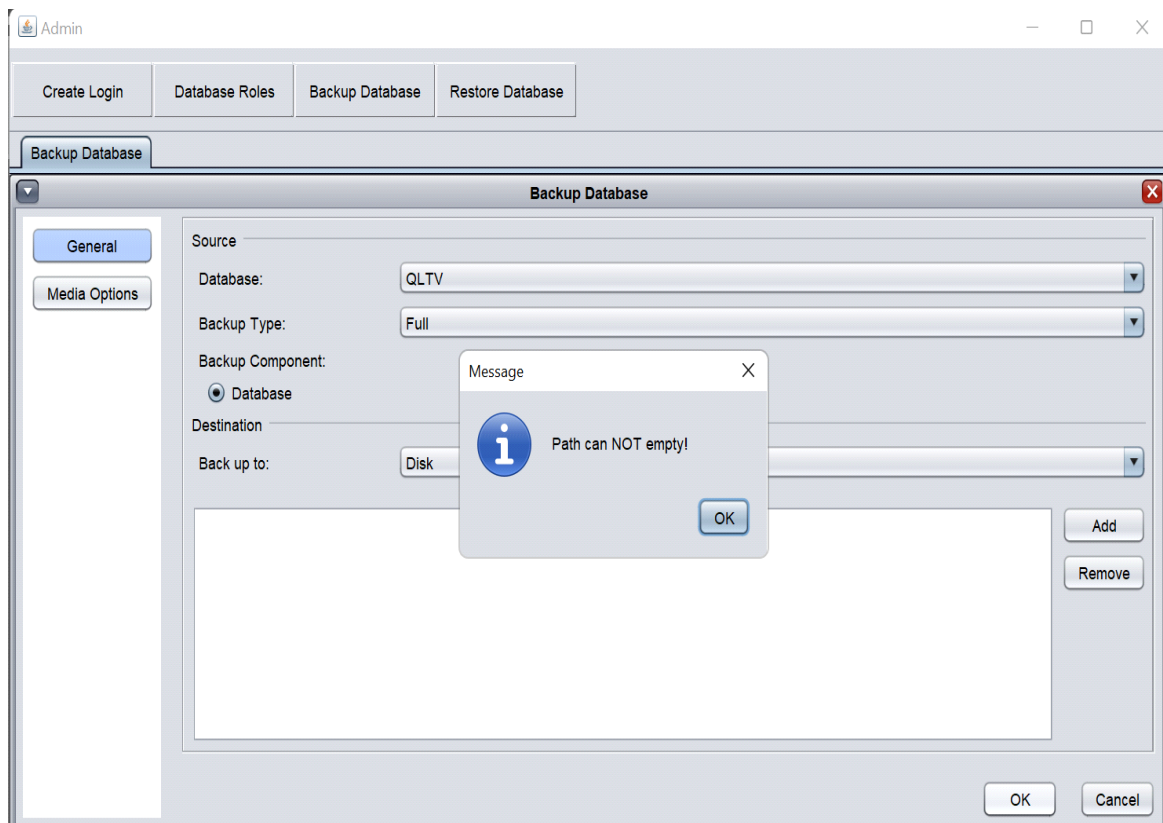 Admin
Create Login Database Roles Backup Database Restore Database
Backup Database
Backup Database
General
Media Options
Source
Database: QLTV
Backup Type: Full
Backup Component:
Database
Destination
Back up to: Disk
Message
Path can NOT empty!
OK
Add
Remove
OK Cancel